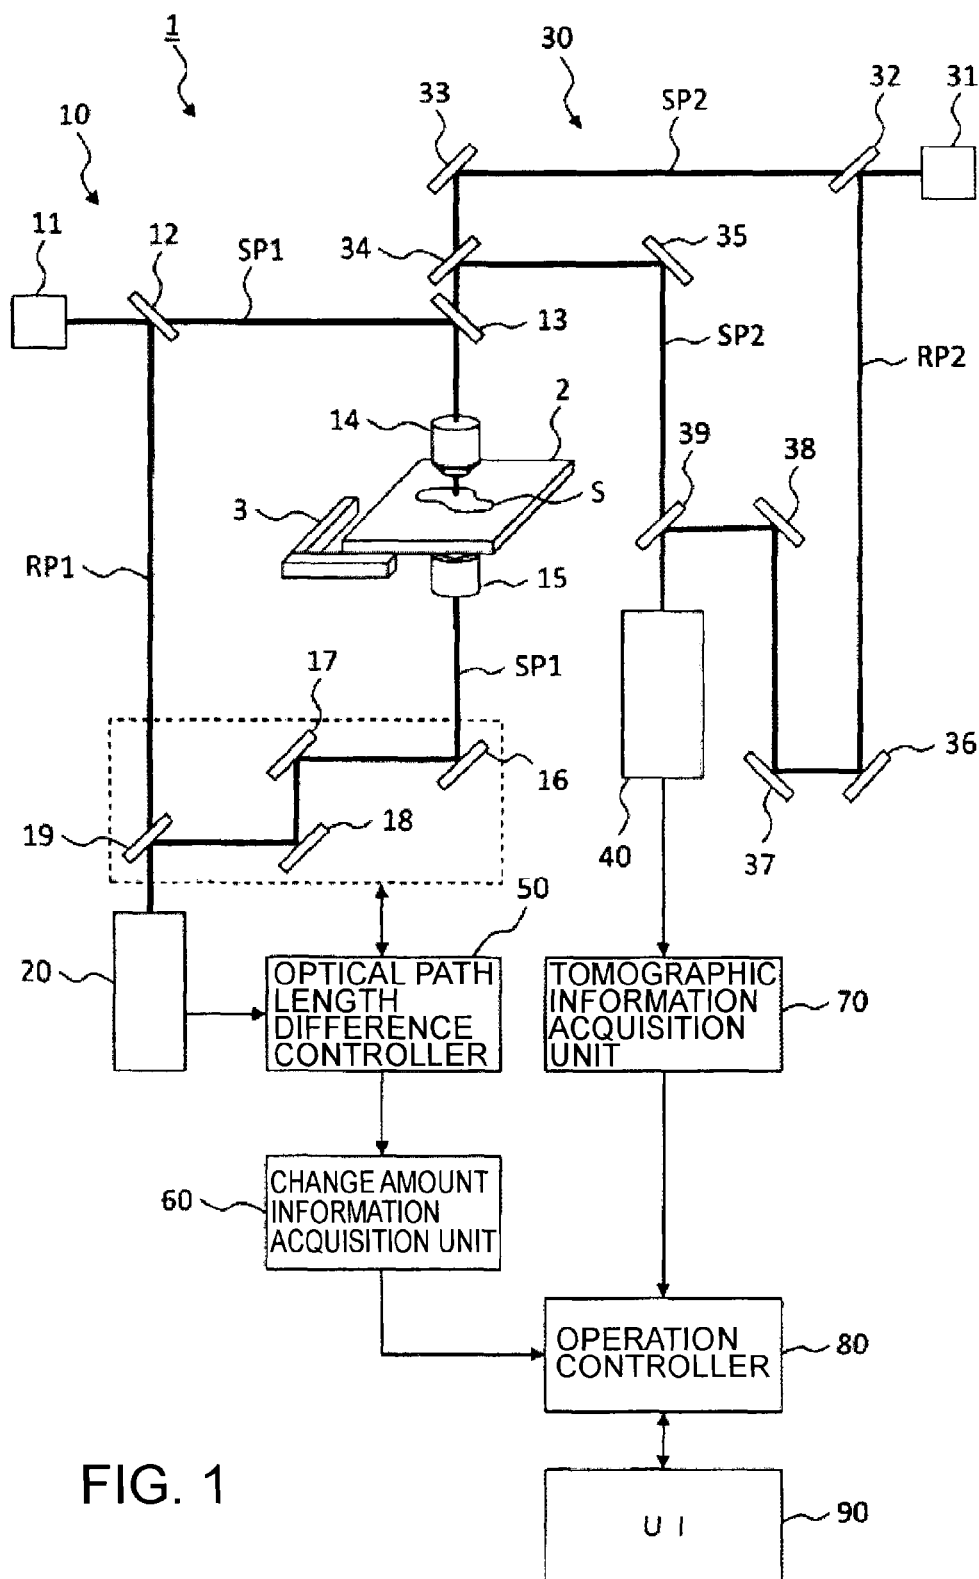 1
30
33
SP2
32
31
10
11
12
SP1
34
35
13
SP2
RP2
14
2
39
38
3
S
RP1
15
17
SP1
36
16
19
18
40
37
50
20
OPTICAL PATH
LENGTH
DIFFERENCE
CONTROLLER
TOMOGRAPHIC
INFORMATION
ACQUISITION
UNIT
70
60
CHANGE AMOUNT
INFORMATION
ACQUISITION UNIT
OPERATION
CONTROLLER
80
FIG. 1
U I
90